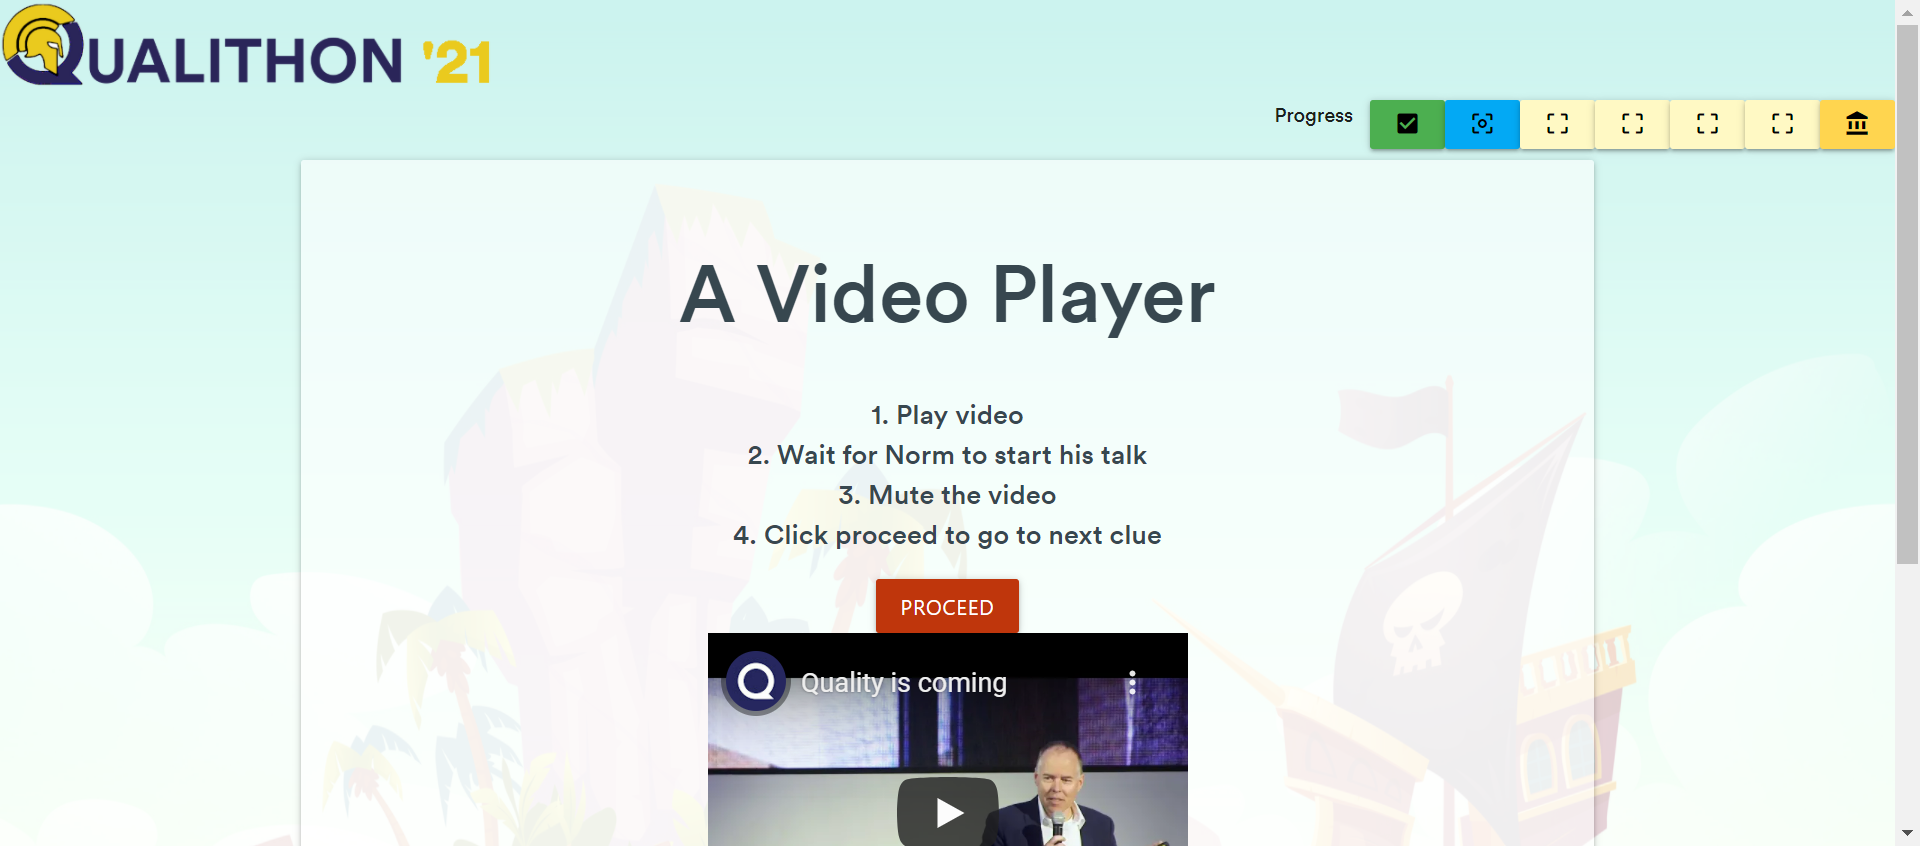 QUALITHON '21
Progress
A Video Player
1. Play video
2. Wait for Norm to start his talk
3. Mute the video
4. Click proceed to go to next clue
PROCEED
Q Quality is coming